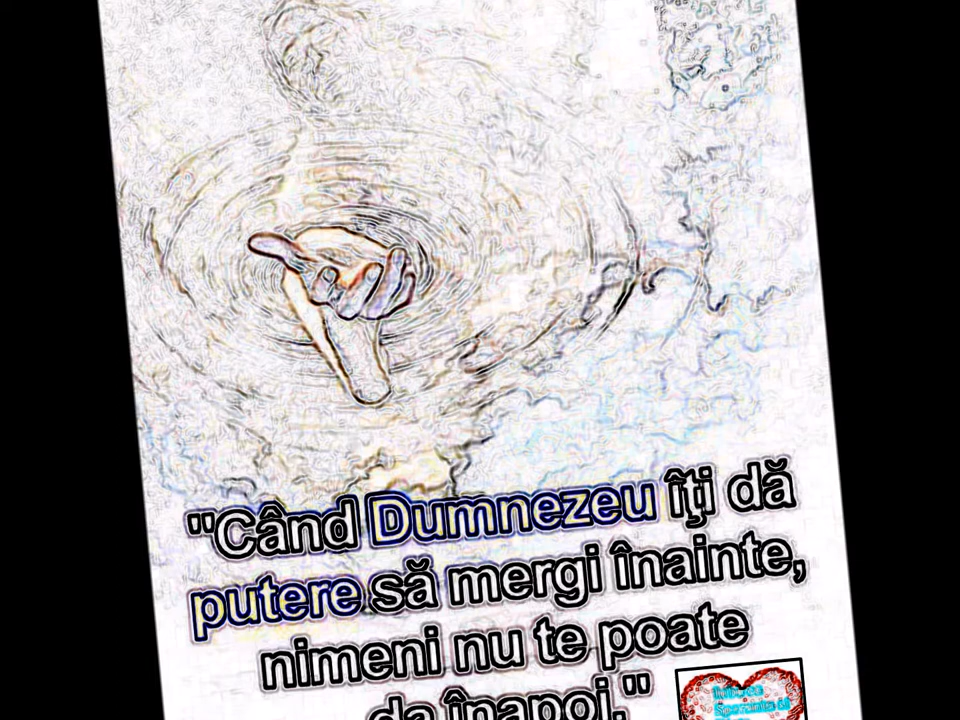 "Când Dumnezeu îţi dă
putere să mergi înainte,
nimeni nu te poate
da înapoi."